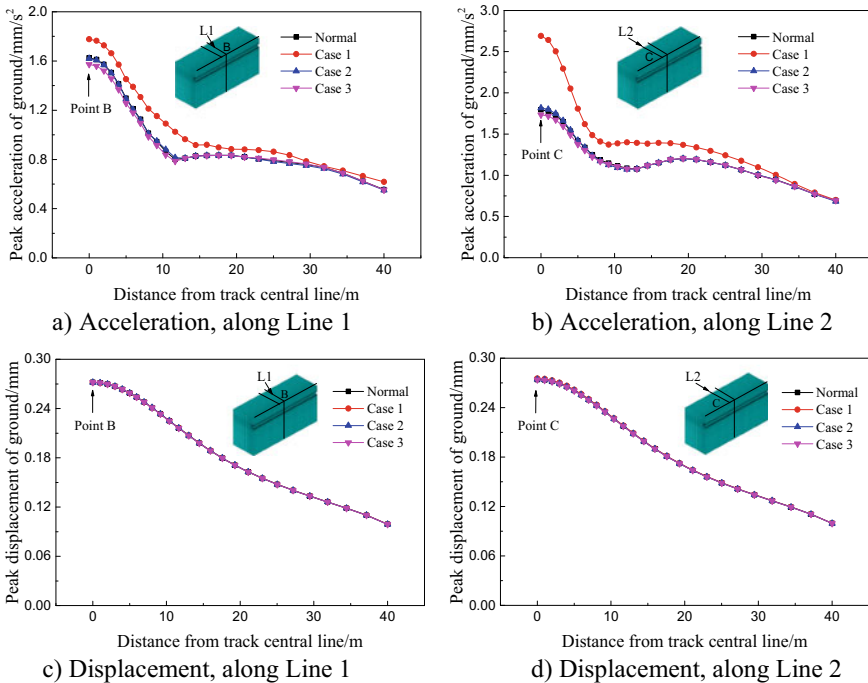 Peak acceleration of ground/mm/s²
2.0
1.6
1.2
0.8
0.4
0.0
0
10
20
30
40
Distance from track central line/m
L1
B
Point B
Normal
Case 1
Case 2
Case 3
a) Acceleration, along Line 1
Peak acceleration of ground/mm/s²
3.0
2.5
2.0
1.5
1.0
0.5
0.0
0
10
20
30
40
Distance from track central line/m
L2
C
Point C
Normal
Case 1
Case 2
Case 3
b) Acceleration, along Line 2
Peak displacement of ground/mm
0.30
0.24
0.18
0.12
0.06
0.00
0
10
20
30
40
Distance from track central line/m
L1
B
Point B
Normal
Case 1
Case 2
Case 3
c) Displacement, along Line 1
Peak displacement of ground/mm
0.30
0.24
0.18
0.12
0.06
0.00
0
10
20
30
40
Distance from track central line/m
L2
C
Point C
Normal
Case 1
Case 2
Case 3
d) Displacement, along Line 2